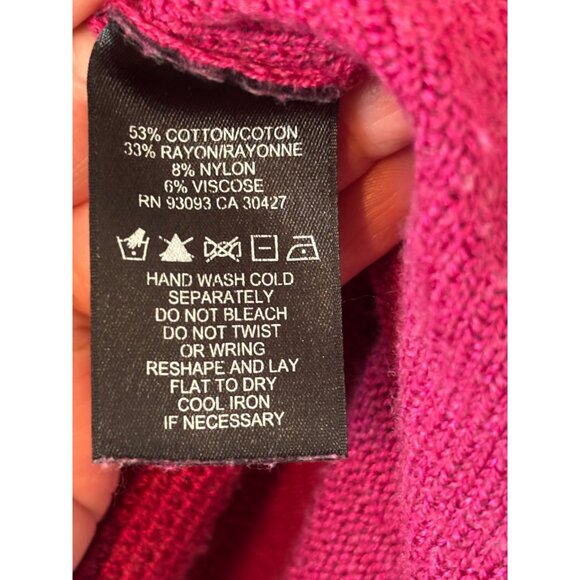 53% COTTON/COTON
33% RAYON/RAYONNE
8% NYLON
6% VISCOSE
RN 93093 CA 30427
HAND WASH COLD
SEPARATELY
DO NOT BLEACH
DO NOT TWIST
OR WRING
RESHAPE AND LAY
FLAT TO DRY
COOL IRON
IF NECESSARY